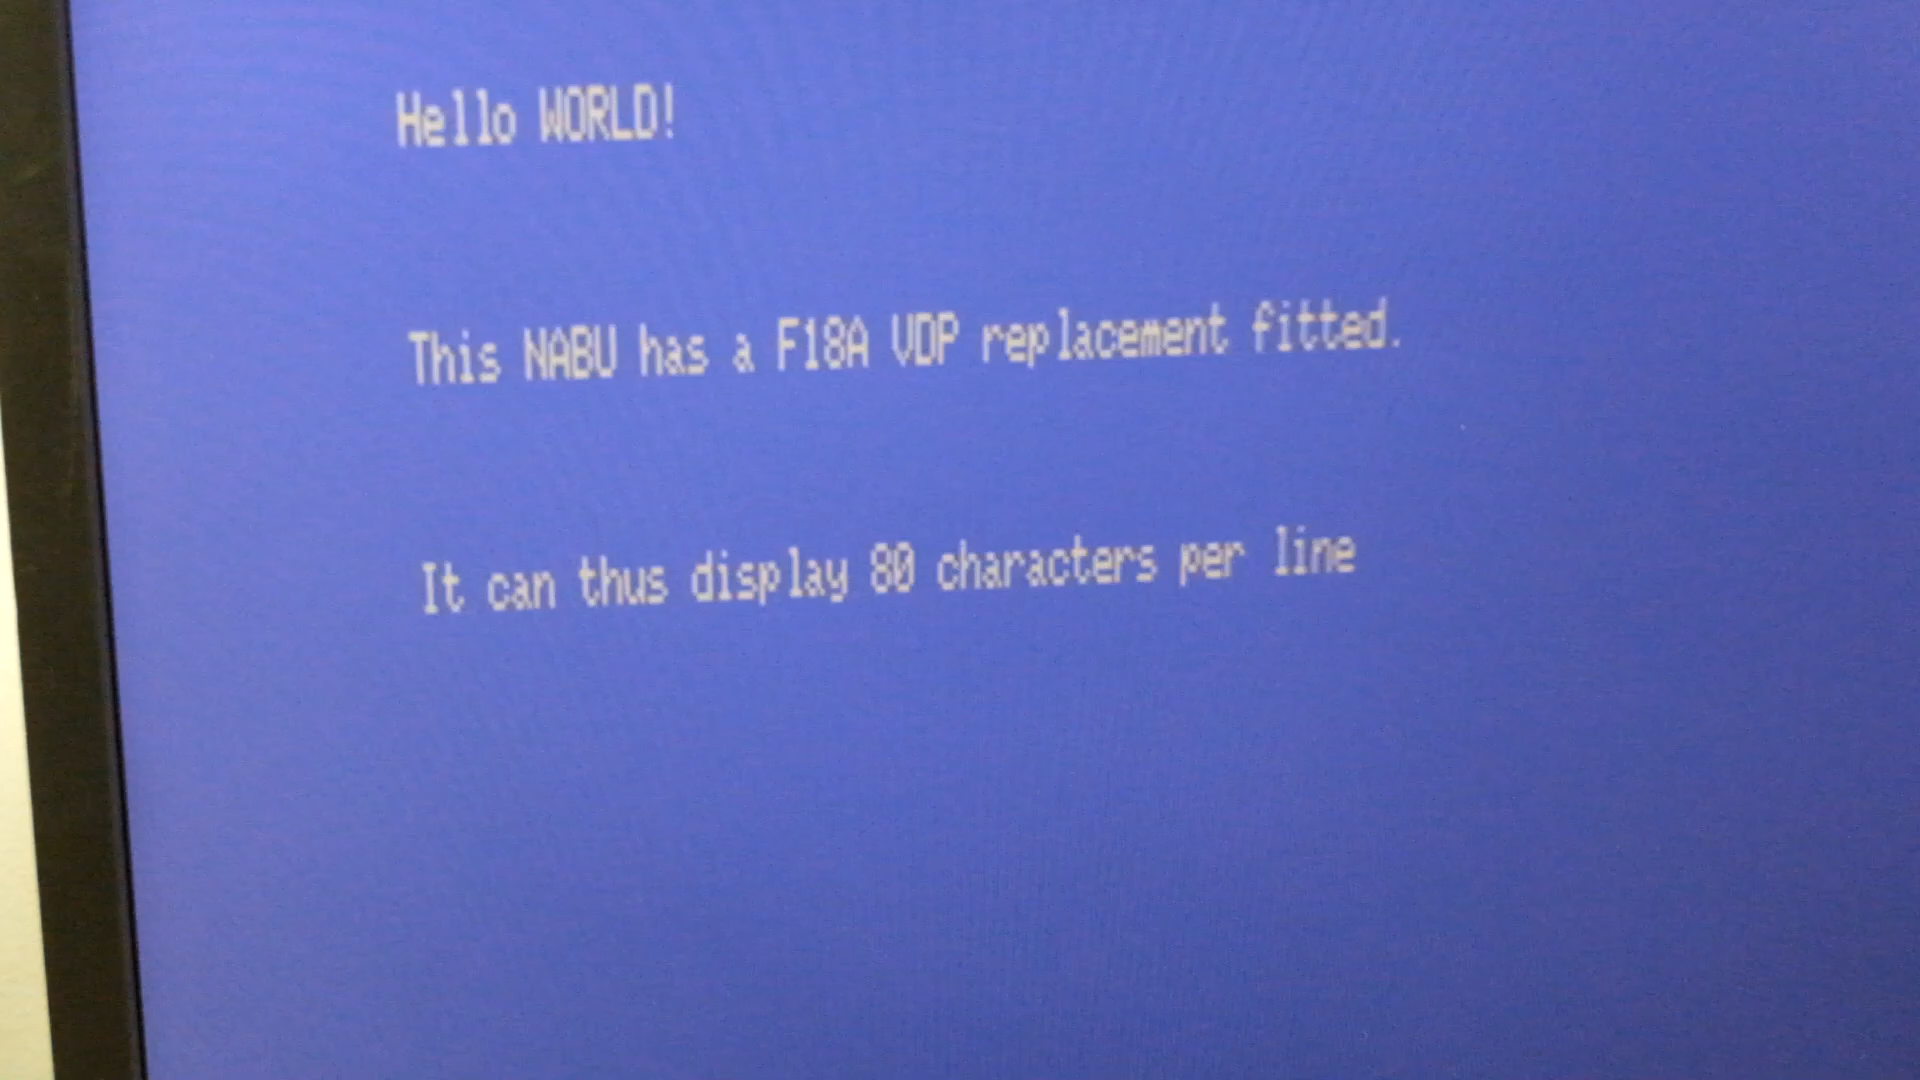 Hello WORLD!
This NABU has a F18A VDP replacement fitted.
It can thus display 80 characters per line